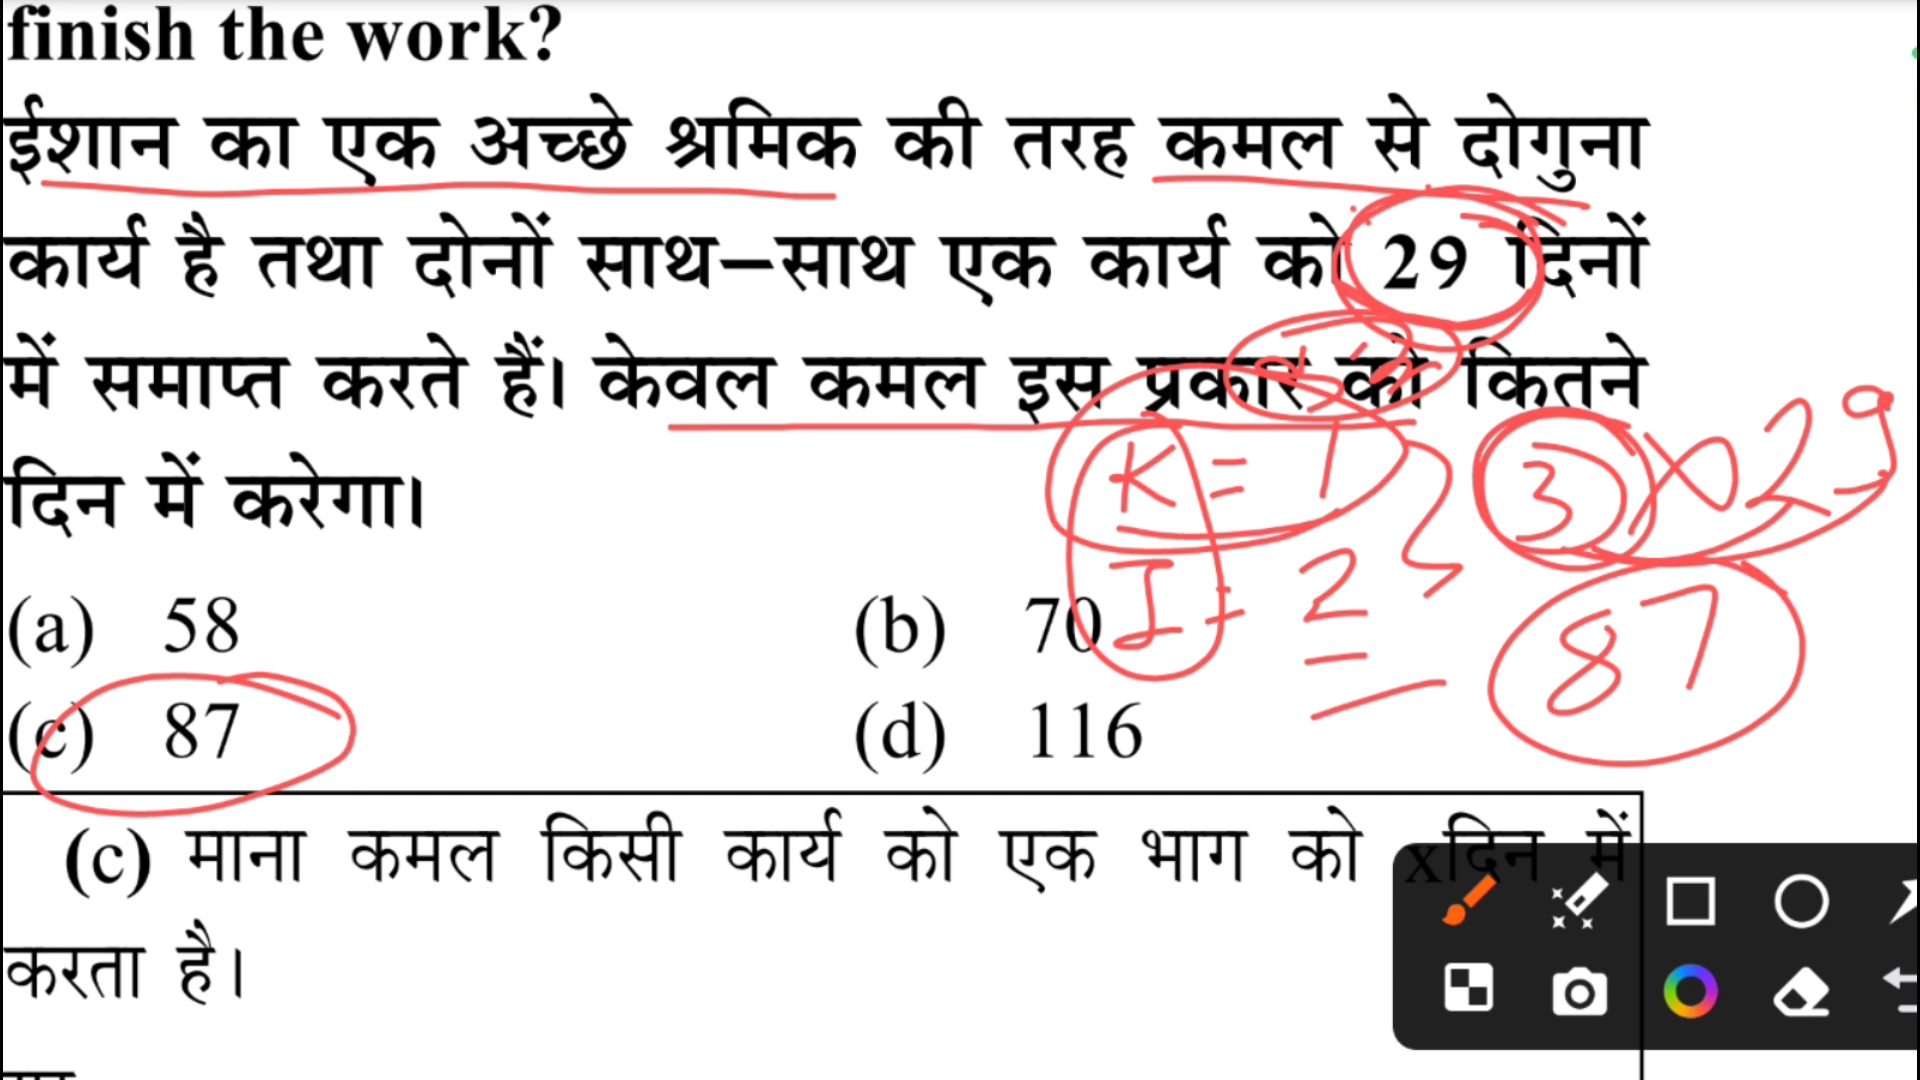 finish the work?
ईशान का एक अच्छे श्रमिक की तरह कमल से दोगुना
कार्य है तथा दोनों साथ–साथ एक कार्य को 29 दिनों
में समाप्त करते हैं। केवल कमल इस प्रकार को कितने
दिन में करेगा।
K = 1
3 × 29
I = 2
87
(a) 58
(b) 70
(c) 87
(d) 116
(c) माना कमल किसी कार्य को एक भाग को xदिन में
करता है।